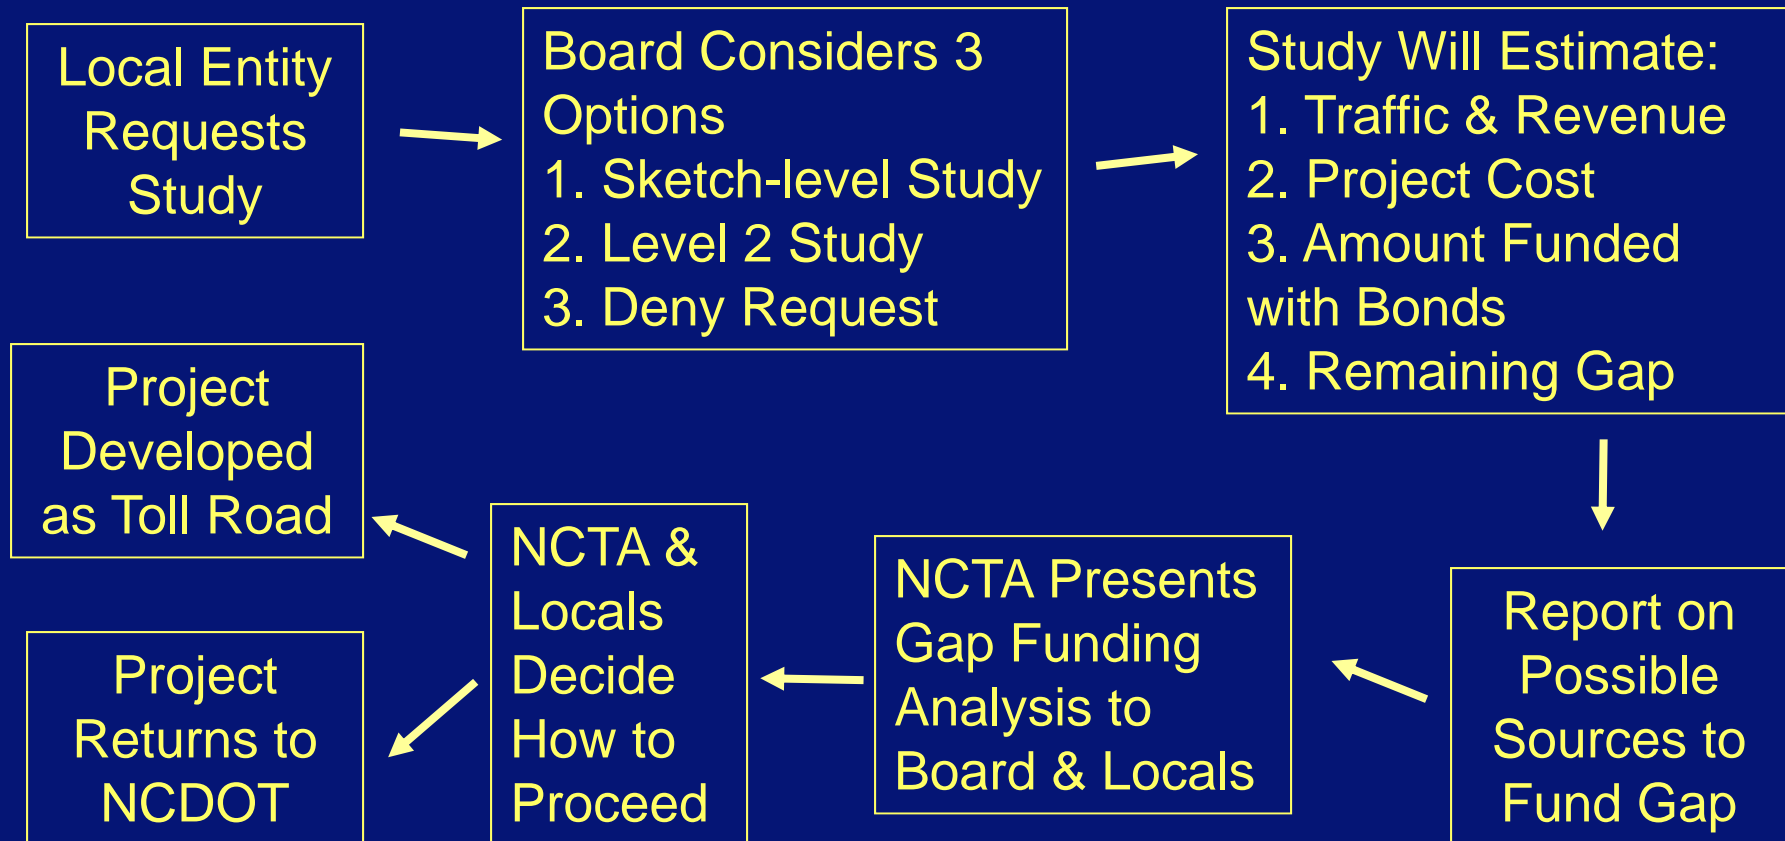 Local Entity
Requests
Study
Board Considers 3
Options
1. Sketch-level Study
2. Level 2 Study
3. Deny Request
Study Will Estimate:
1. Traffic & Revenue
2. Project Cost
3. Amount Funded
with Bonds
4. Remaining Gap
Report on
Possible
Sources to
Fund Gap
NCTA Presents
Gap Funding
Analysis to
Board & Locals
NCTA &
Locals
Decide
How to
Proceed
Project
Developed
as Toll Road
Project
Returns to
NCDOT